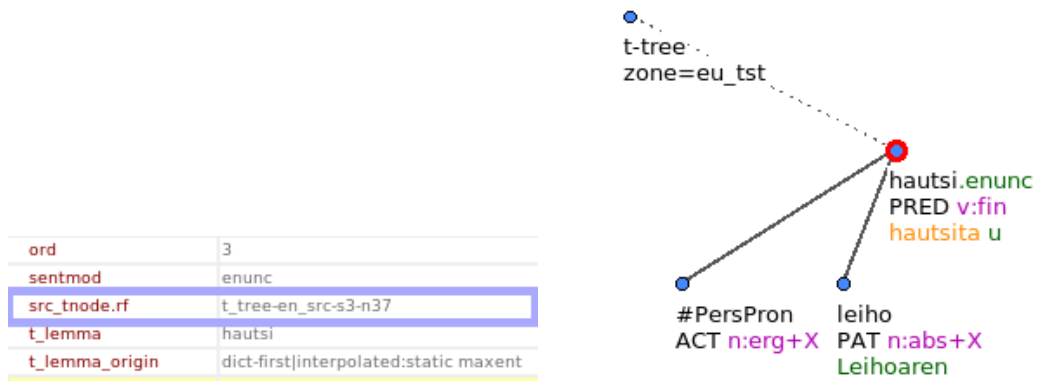 t-tree
zone=eu_tst
hautsi.enunc
PRED v:fin
hautsita u
#PersPron
ACT n:erg+X
leiho
PAT n:abs+X
Leihoaren
ord 3
sentmod enunc
src_tnode.rf t_tree-en_src-s3-n37
t_lemma hautsi
t_lemma_origin dict-first|interpolated:static maxent